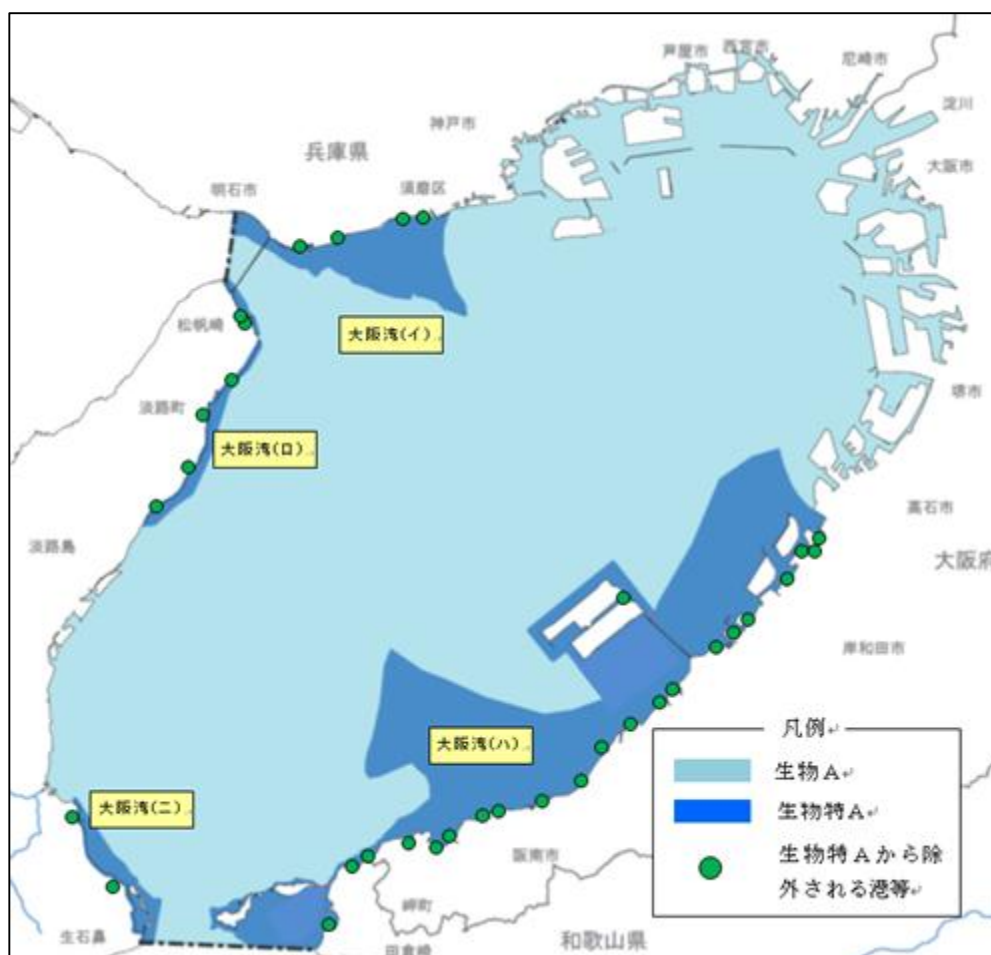 芦屋市
西宮市
尼崎市
淀川
神戸市
兵庫県
大阪市
明石市
須磨区
松帆崎
大阪湾(イ)
淡路町
堺市
大阪湾(ロ)
高石市
淡路島
大阪府
岸和田市
大阪湾(ハ)
凡例
生物A
生物特A
生物特Aから除
外される港等
大阪湾(ニ)
阪南市
岬町
生石鼻
田倉崎
和歌山県